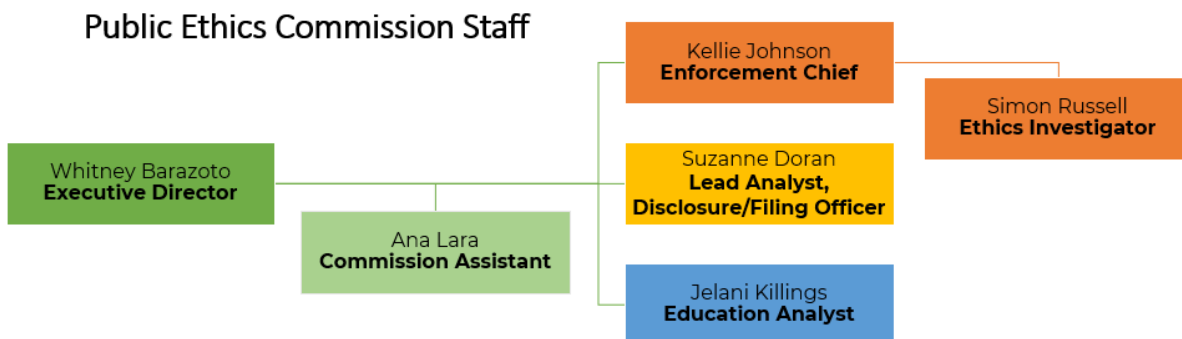 Public Ethics Commission Staff
Kellie Johnson
Enforcement Chief
Simon Russell
Ethics Investigator
Whitney Barazoto
Executive Director
Suzanne Doran
Lead Analyst,
Disclosure/Filing Officer
Ana Lara
Commission Assistant
Jelani Killings
Education Analyst